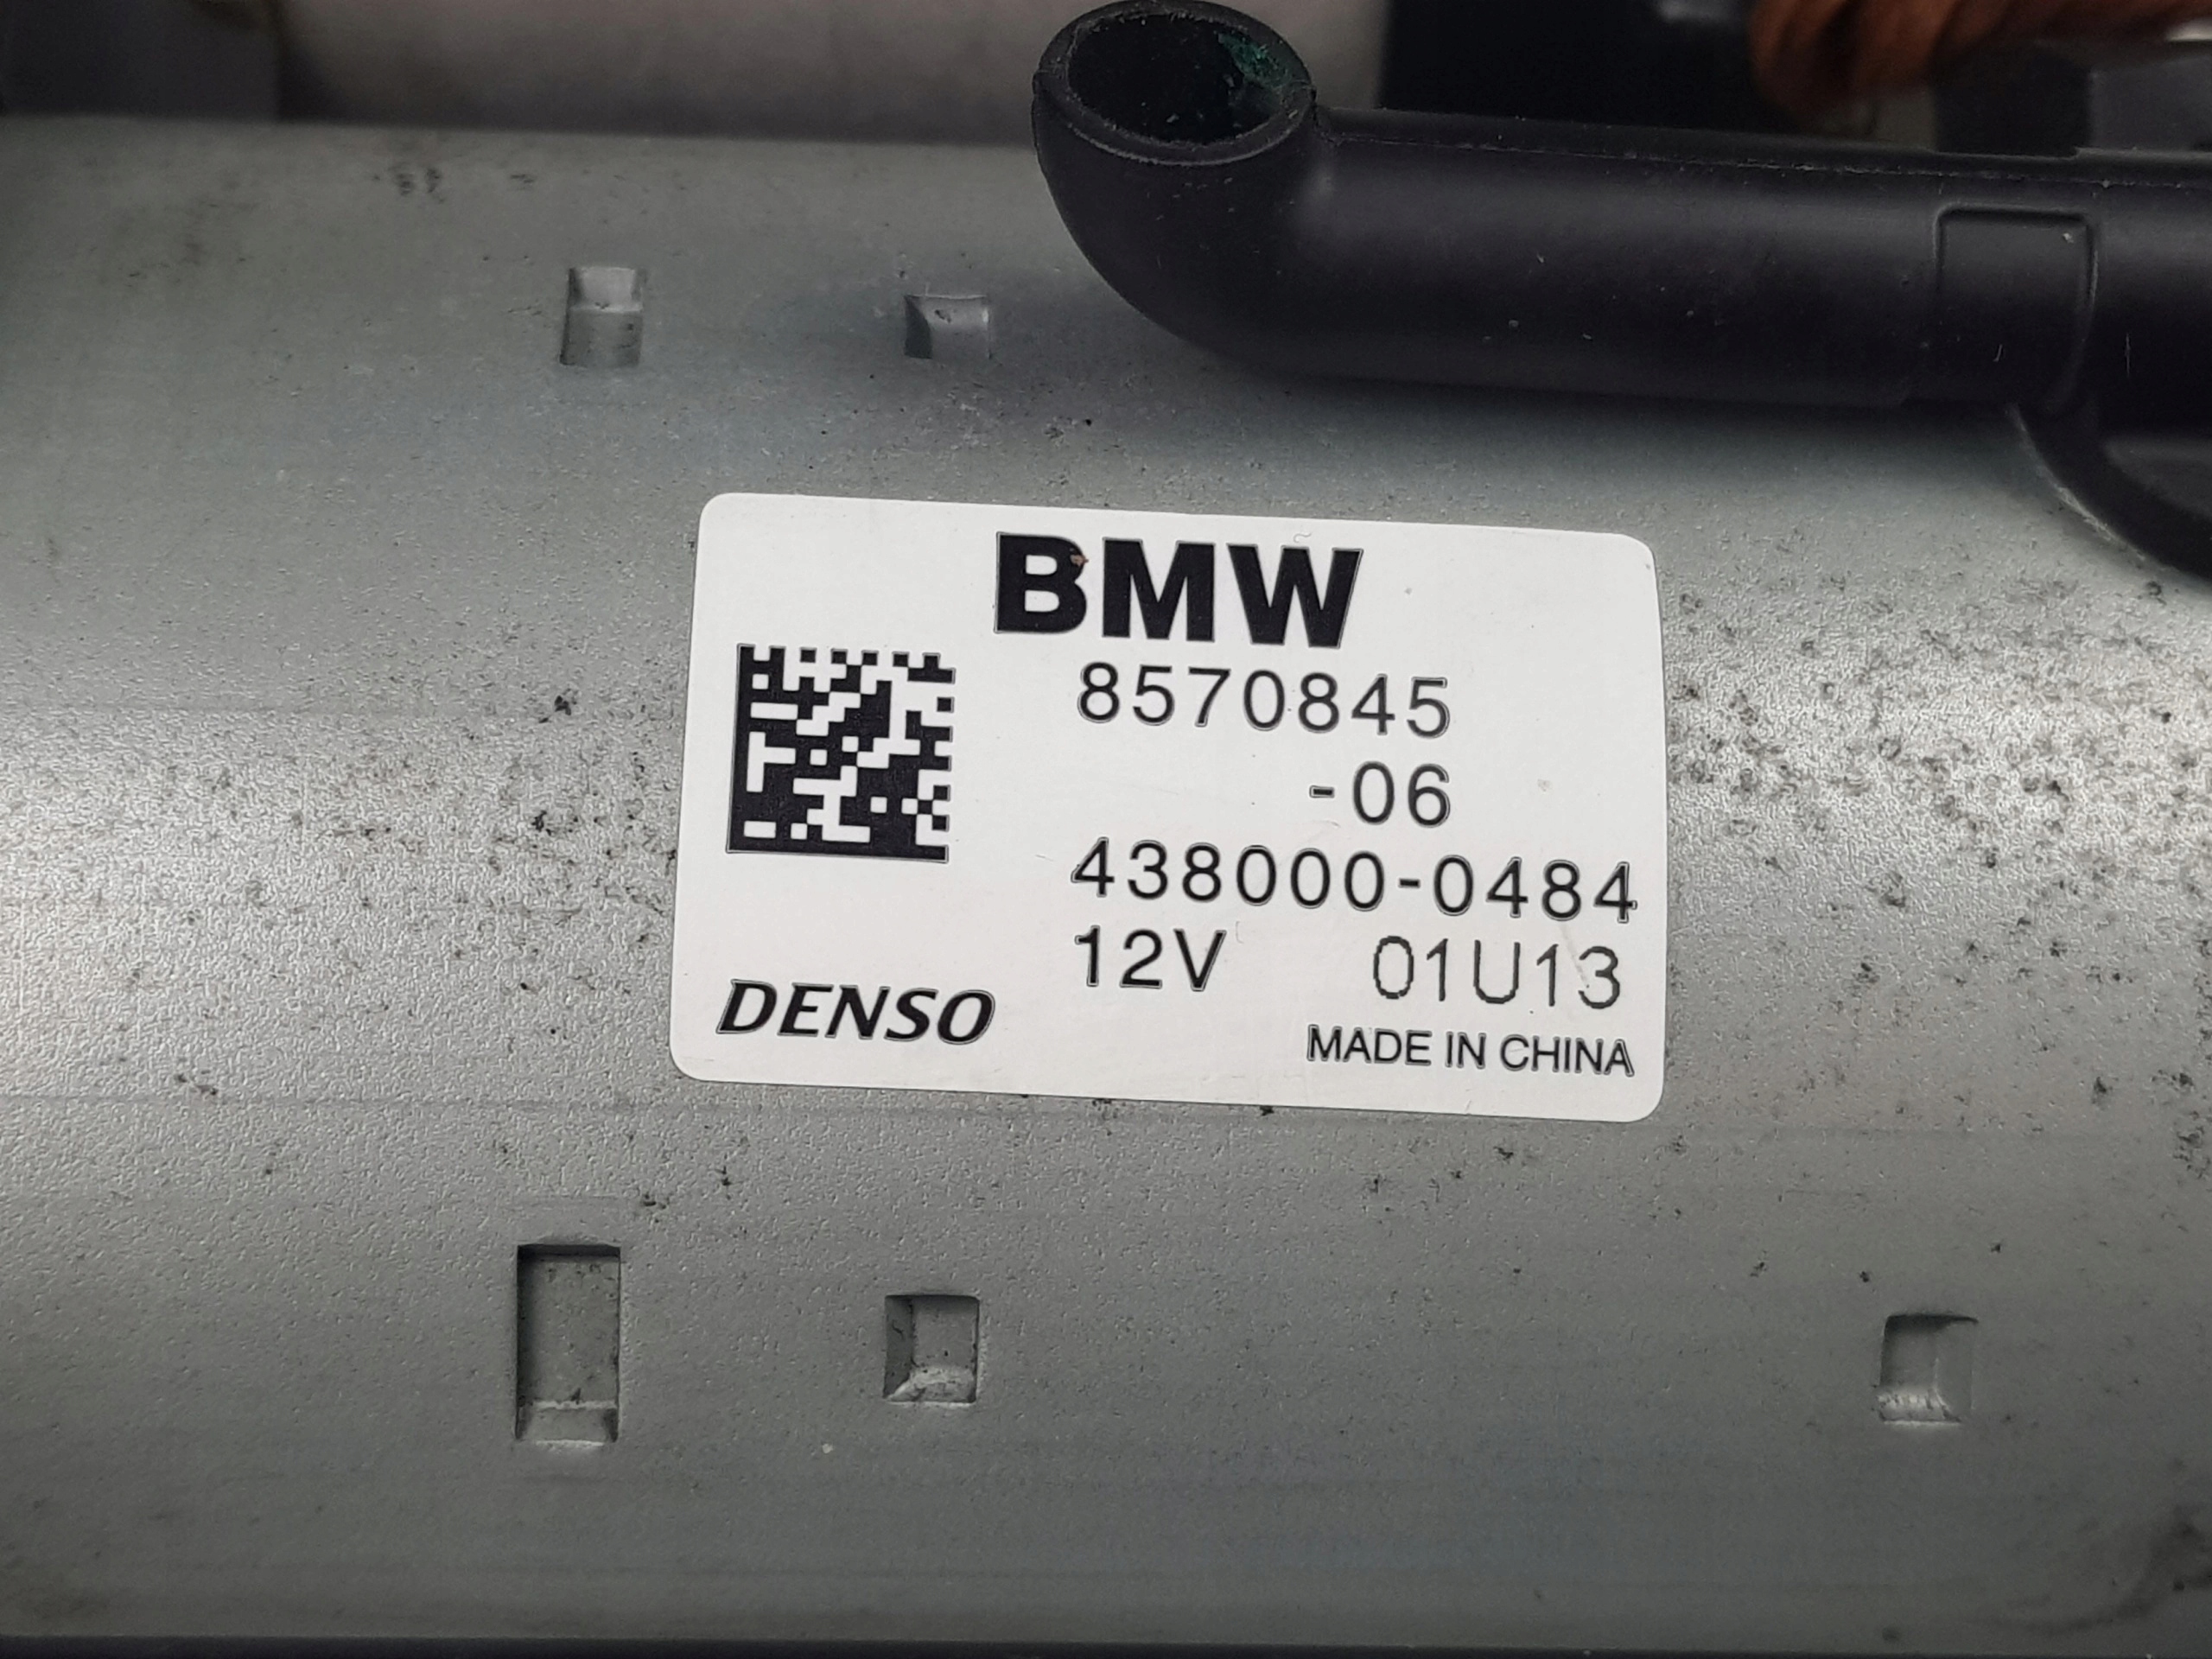 BMW
8570845
-06
438000-0484
12V 01U13
DENSO
MADE IN CHINA